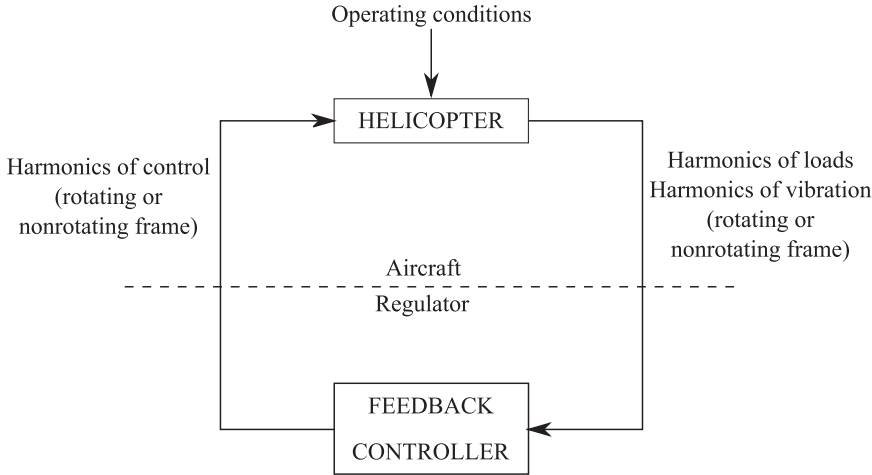 Operating conditions
HELICOPTER
Harmonics of control
(rotating or
nonrotating frame)
Harmonics of loads
Harmonics of vibration
(rotating or
nonrotating frame)
Aircraft
Regulator
FEEDBACK
CONTROLLER